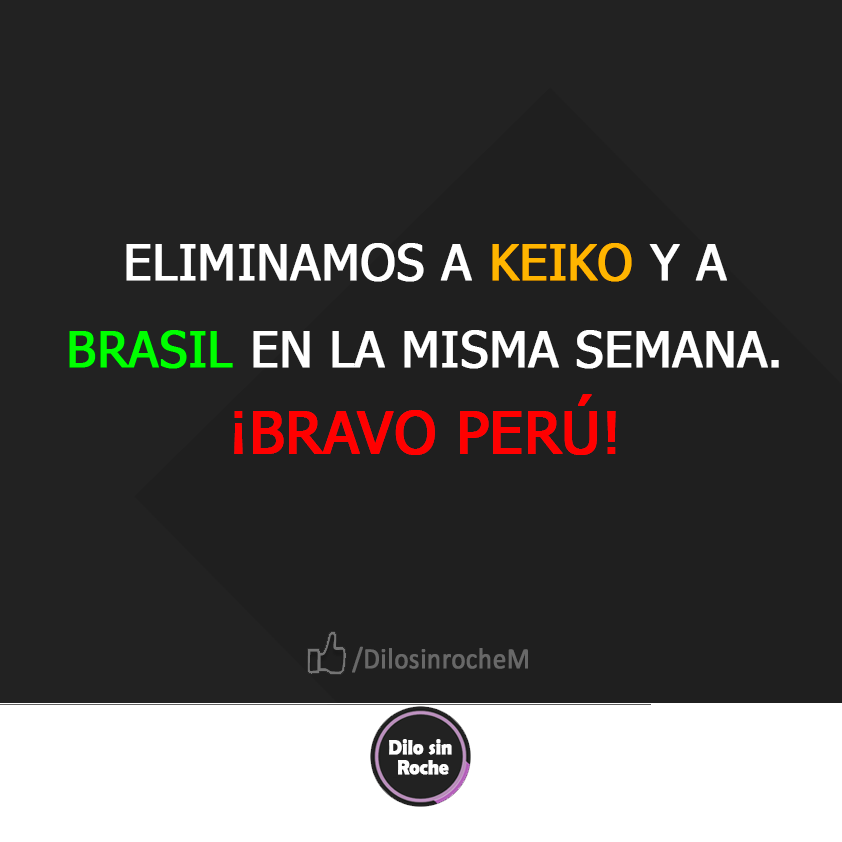 ELIMINAMOS A KEIKO Y A
BRASIL EN LA MISMA SEMANA.
¡BRAVO PERÚ!
/DilosinrocheM
Dilo sin
Roche